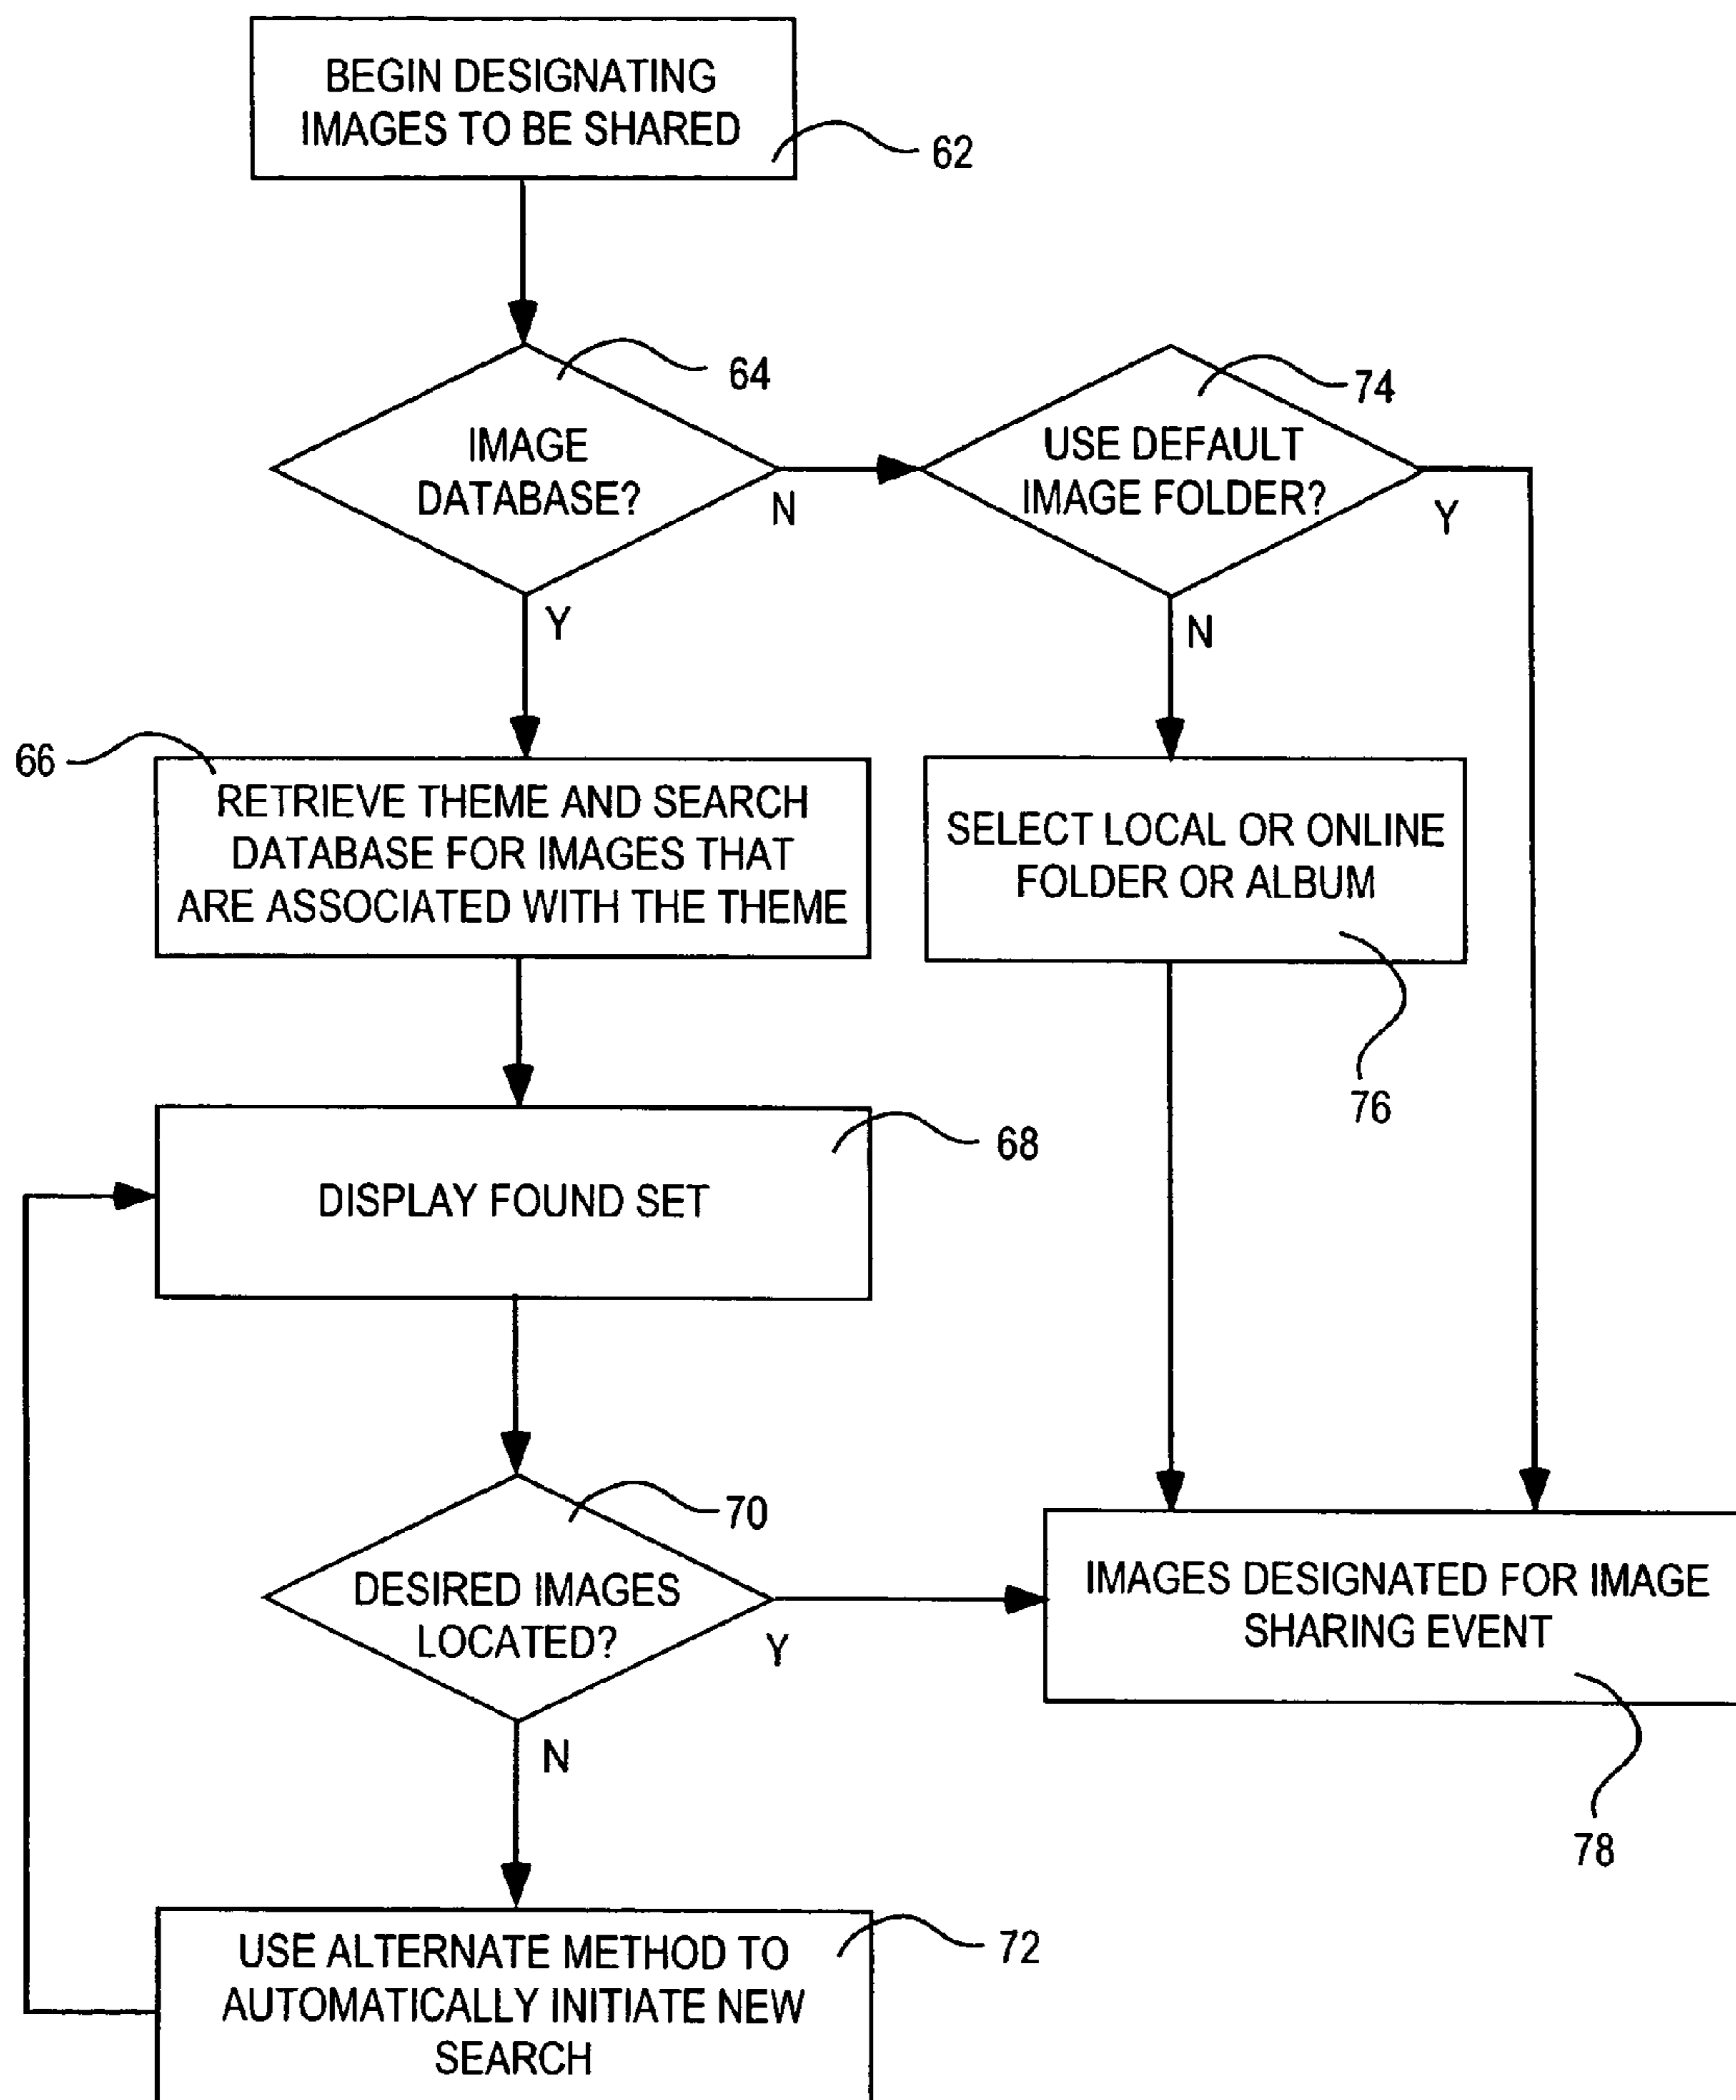 BEGIN DESIGNATING
IMAGES TO BE SHARED
62
64
IMAGE
DATABASE?
N
Y
74
USE DEFAULT
IMAGE FOLDER?
Y
N
66
RETRIEVE THEME AND SEARCH
DATABASE FOR IMAGES THAT
ARE ASSOCIATED WITH THE THEME
SELECT LOCAL OR ONLINE
FOLDER OR ALBUM
76
68
DISPLAY FOUND SET
70
DESIRED IMAGES
LOCATED?
Y
N
IMAGES DESIGNATED FOR IMAGE
SHARING EVENT
78
72
USE ALTERNATE METHOD TO
AUTOMATICALLY INITIATE NEW
SEARCH